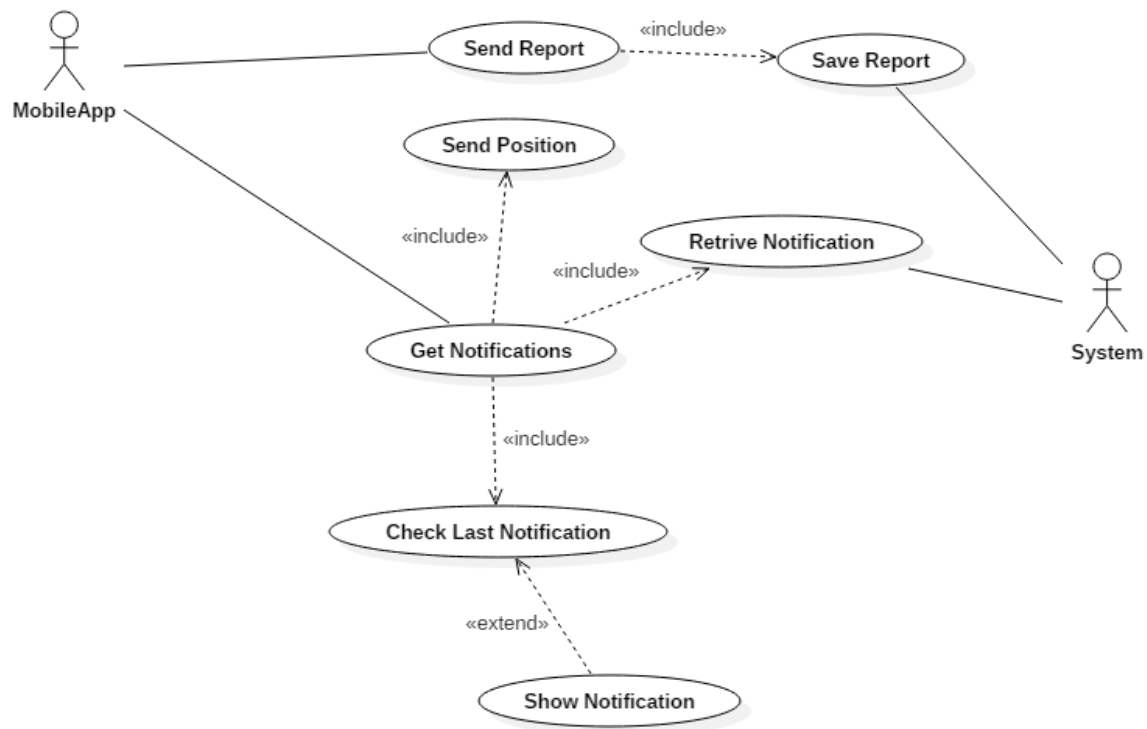 Send Report
«include»
Save Report
MobileApp
Send Position
«include»
Retrive Notification
«include»
Get Notifications
System
«include»
Check Last Notification
«extend»
Show Notification